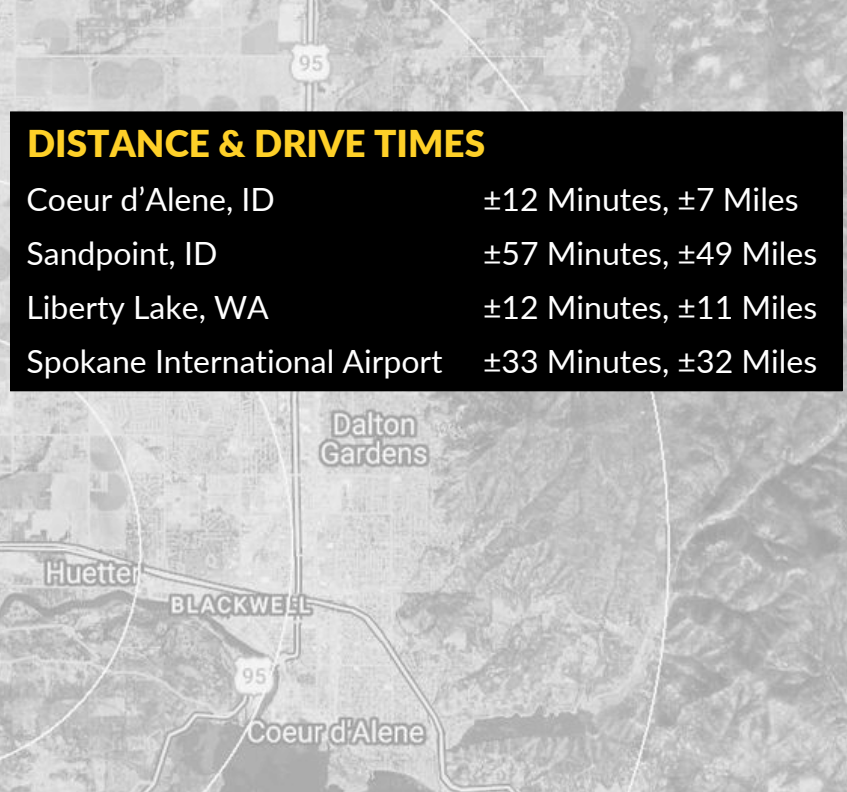 95
DISTANCE & DRIVE TIMES
Coeur d’Alene, ID ±12 Minutes, ±7 Miles
Sandpoint, ID ±57 Minutes, ±49 Miles
Liberty Lake, WA ±12 Minutes, ±11 Miles
Spokane International Airport ±33 Minutes, ±32 Miles
Dalton
Gardens
Huetter
BLACKWELL
95
Coeur d'Alene